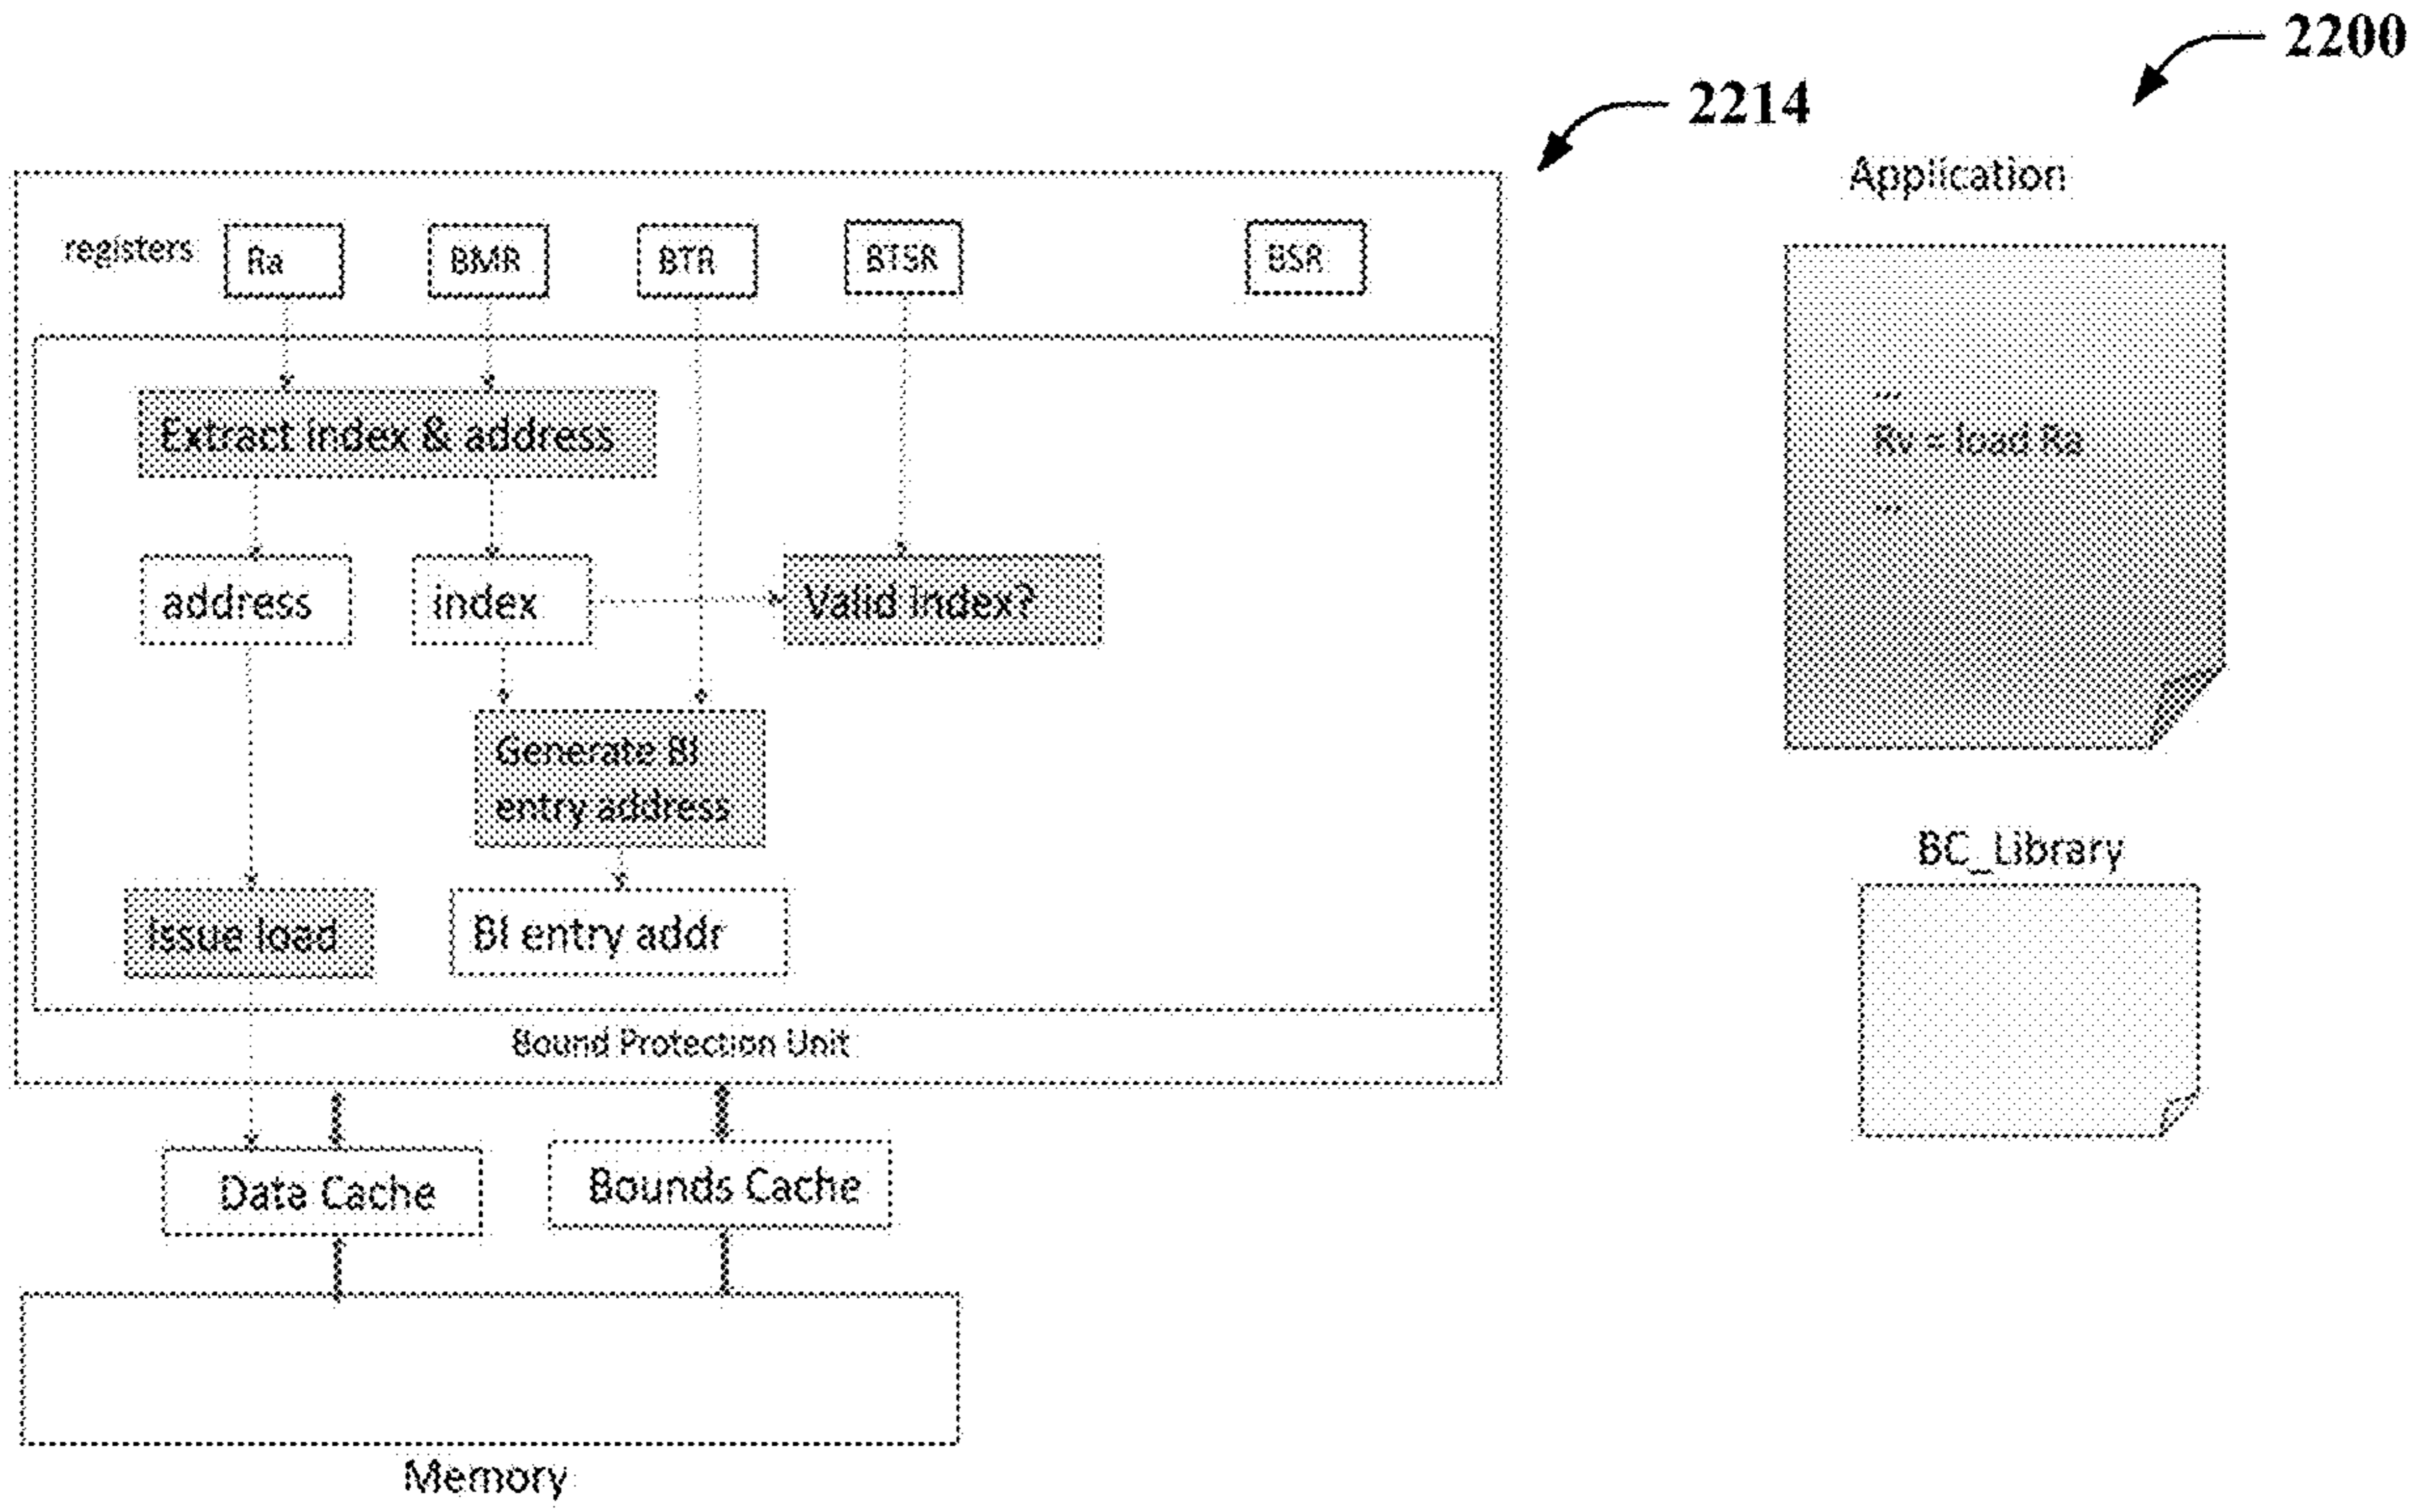 2200
2214
Application
registers
Ra
BMR
BTR
BTSR
BSR
Extract index & address
...
Rv = load Ra
...
address
index
Valid Index?
Generate BI
entry address
BC_Library
Issue load
BI entry addr
Bound Protection Unit
Data Cache
Bounds Cache
Memory